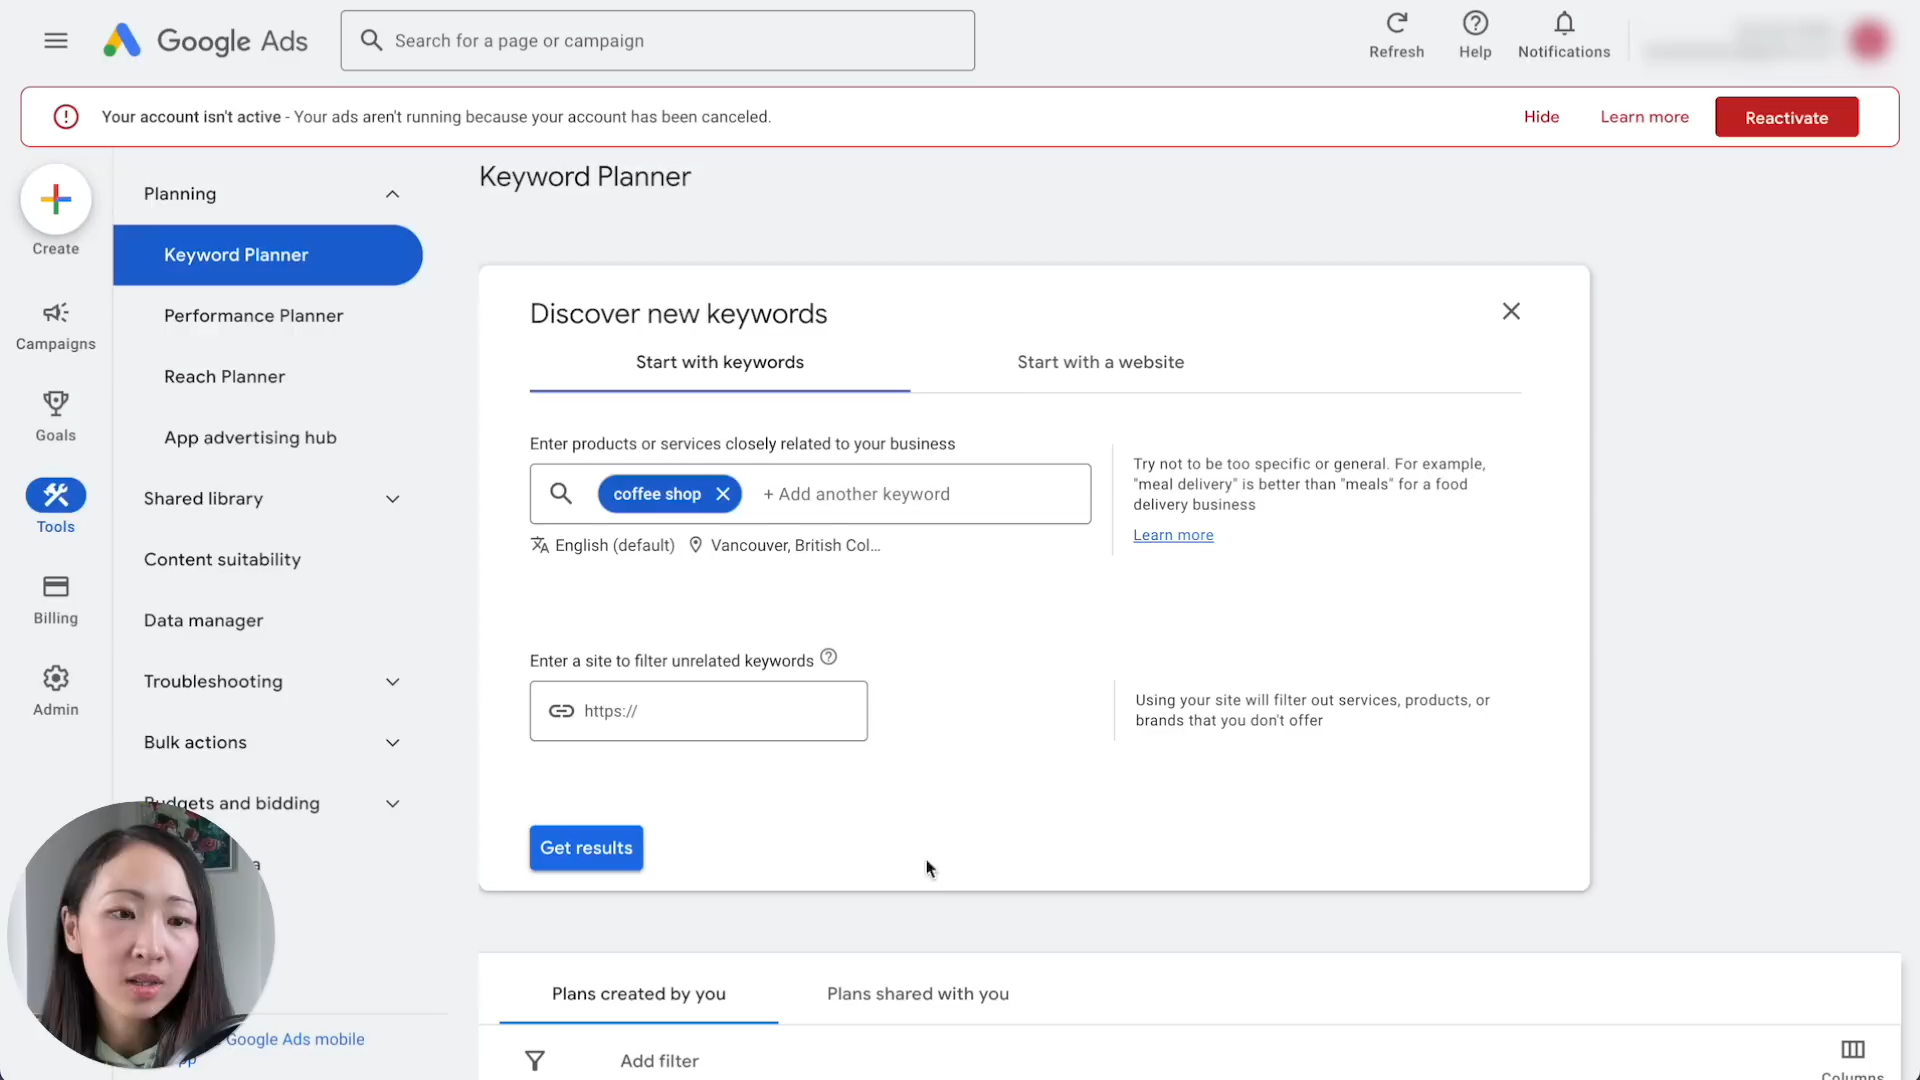 Google Ads
Search for a page or campaign
Refresh
Help
Notifications
Your account isn't active - Your ads aren't running because your account has been canceled.
Hide
Learn more
Reactivate
Create
Campaigns
Goals
Tools
Billing
Admin
Planning
Keyword Planner
Performance Planner
Reach Planner
App advertising hub
Shared library
Content suitability
Data manager
Troubleshooting
Bulk actions
Budgets and bidding
Google Ads mobile
Keyword Planner
Discover new keywords
Start with keywords
Start with a website
Enter products or services closely related to your business
coffee shop
+ Add another keyword
English (default)
Vancouver, British Col...
Try not to be too specific or general. For example,
"meal delivery" is better than "meals" for a food
delivery business
Learn more
Enter a site to filter unrelated keywords
https://
Using your site will filter out services, products, or
brands that you don't offer
Get results
Plans created by you
Plans shared with you
Add filter
Columns